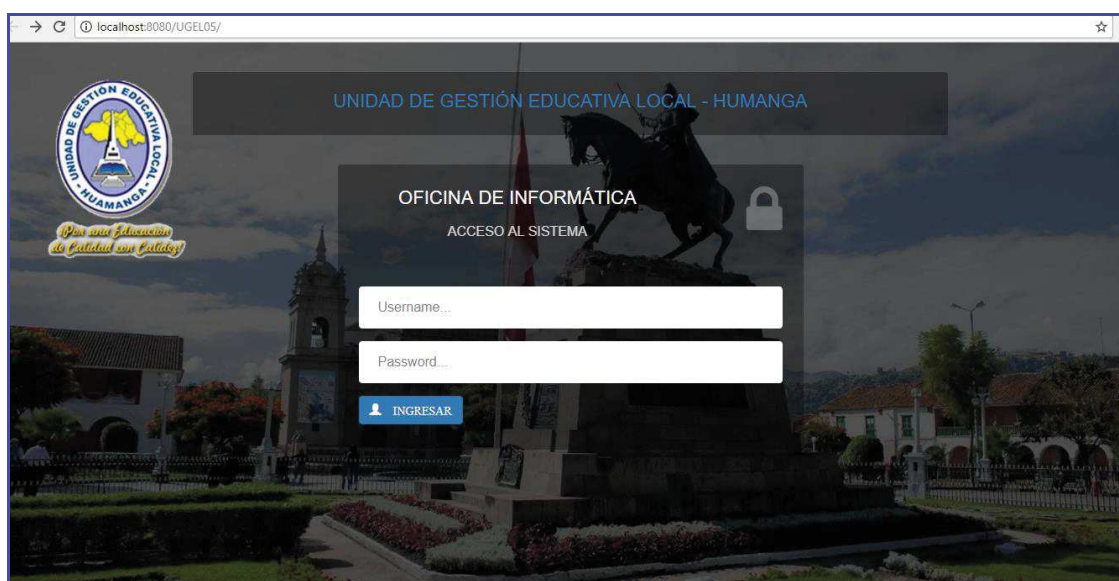 localhost:8080/UGEL05/
UNIDAD DE GESTIÓN EDUCATIVA LOCAL - HUMANGA
UNIDAD DE GESTIÓN EDUCATIVA LOCAL
HUAMANGA
¡Por una Educación
de Calidad con Calidez!
OFICINA DE INFORMÁTICA
ACCESO AL SISTEMA
Username...
Password...
INGRESAR